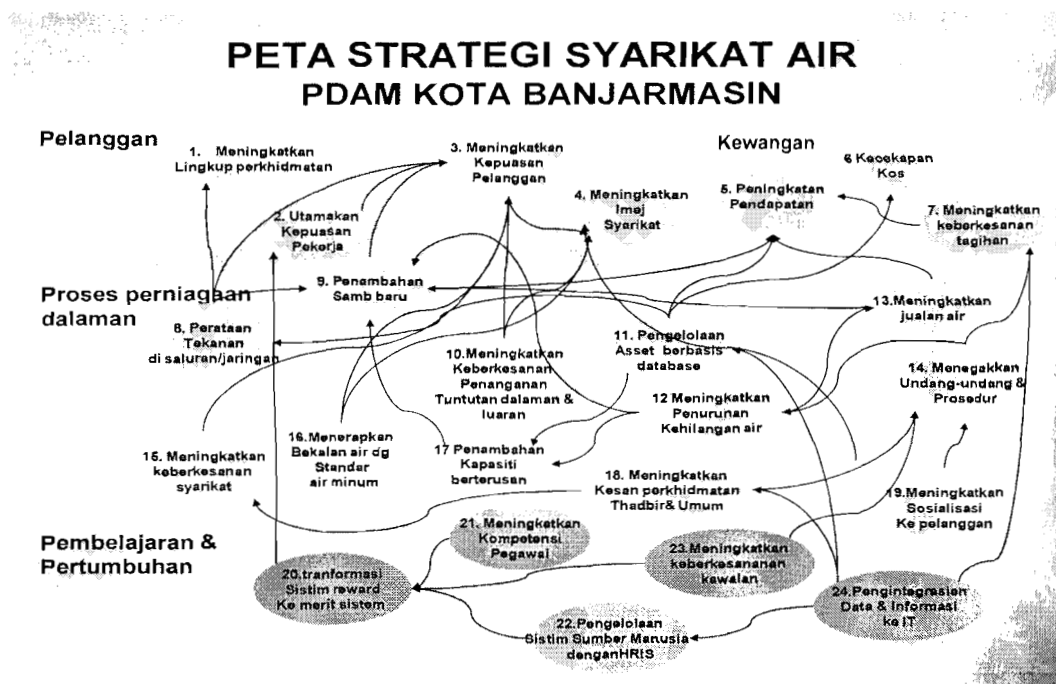 PETA STRATEGI SYARIKAT AIR
PDAM KOTA BANJARMASIN
Pelanggan
1. Meningkatkan
Lingkup perkhidmatan
3. Meningkatkan
Kepuasan
Pelanggan
Kewangan
6 Kecekapan
Kos
2. Utamakan
Kepuasan
Pekerja
4. Meningkatkan
Imej
Syarikat
5. Peningkatan
Pendapatan
7. Meningkatkan
keberkesanan
tagihan
Proses perniagaan
dalaman
9. Penambahan
Samb baru
8. Perataan
Tekanan
di saluran/jaringan
10.Meningkatkan
Keberkesanan
Penanganan
Tuntutan dalaman &
luaran
11. Pengelolaan
Asset berbasis
database
13.Meningkatkan
jualan air
14. Menegakkan
Undang-undang &
Prosedur
12 Meningkatkan
Penurunan
Kehilangan air
15. Meningkatkan
keberkesanan
syarikat
16.Menerapkan
Bekalan air dg
Standar
air minum
17 Penambahan
Kapasiti
berterusan
18. Meningkatkan
Kesan perkhidmatan
Thadbir& Umum
19.Meningkatkan
Sosialisasi
Ke pelanggan
Pembelajaran &
Pertumbuhan
21. Meningkatkan
Kompetensi
Pegawai
20.tranformasi
Sistim reward
Ke merit sistem
23.Meningkatkan
keberkesananan
kawalan
22.Pengelolaan
Sistim Sumber Manusia
denganHRIS
24.Pengintegrasian
Data & Informasi
ke IT